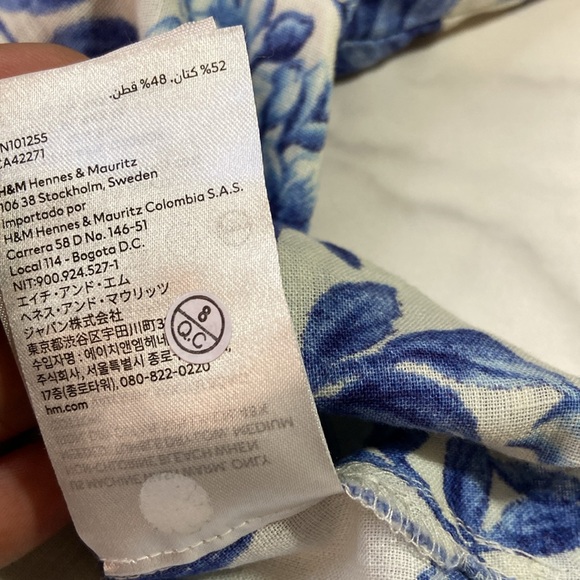 52% كتان, 48% قطن.
N101255
CA42271
H&M Hennes & Mauritz
106 38 Stockholm, Sweden
Importado por
H&M Hennes & Mauritz Colombia S.A.S.
Carrera 58 D No. 146-51
Local 114 - Bogota D.C.
NIT:900.924.527-1
エイチ・アンド・エム
ヘネス・アンド・マウリッツ
ジャパン株式会社
東京都渋谷区宇田川町3
수입자명 : 에이치앤엠헤네
주식회사, 서울특별시 종로
17층(종로타워), 080-822-0220
hm.com
8
Q.C